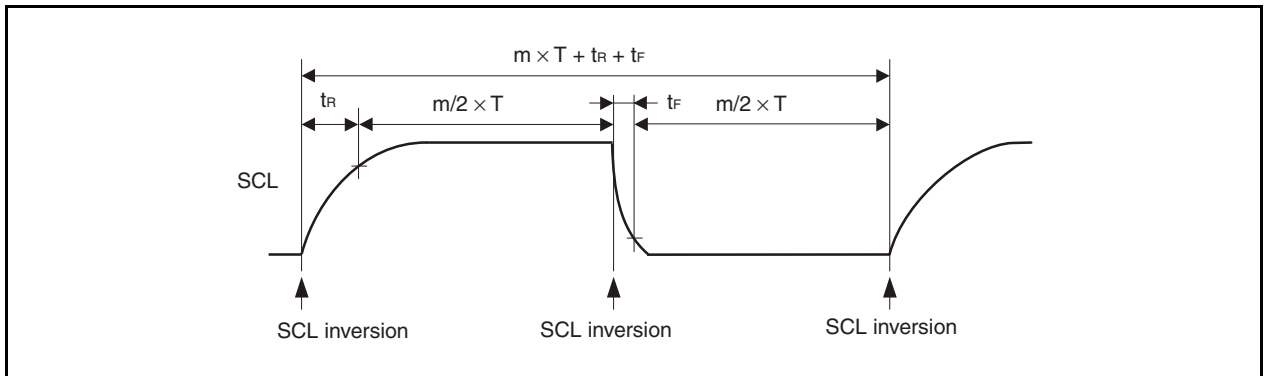 m × T + tR + tF
tR
m/2 × T
tF
m/2 × T
SCL
SCL inversion
SCL inversion
SCL inversion